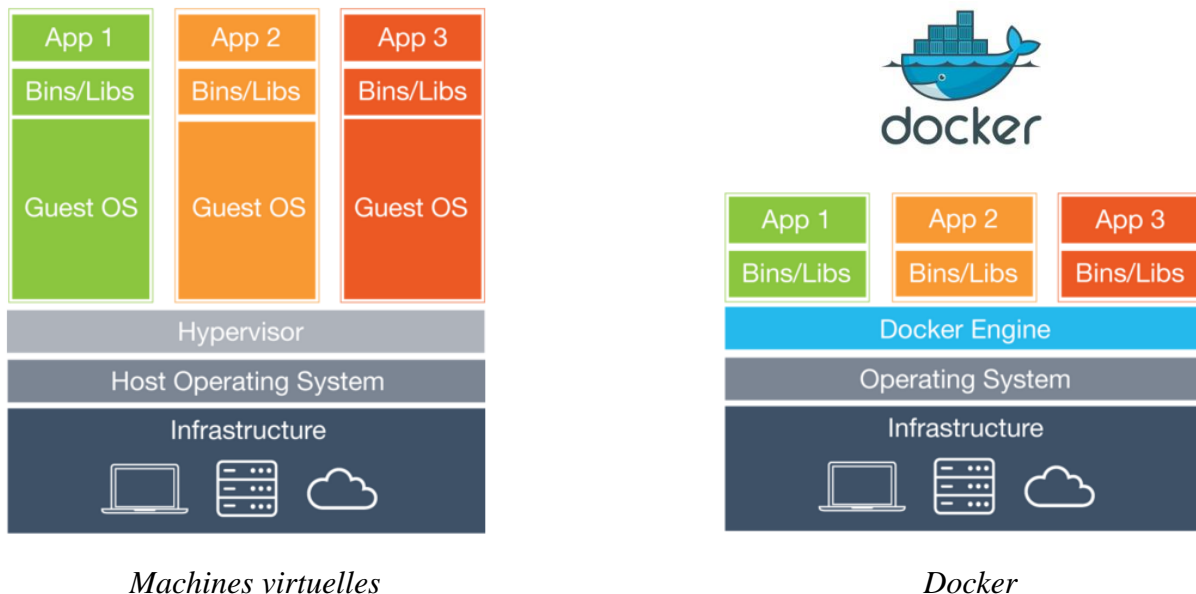 App 1
App 2
App 3
Bins/Libs
Bins/Libs
Bins/Libs
Guest OS
Guest OS
Guest OS
Hypervisor
Host Operating System
Infrastructure
Machines virtuelles
docker
App 1
App 2
App 3
Bins/Libs
Bins/Libs
Bins/Libs
Docker Engine
Operating System
Infrastructure
Docker